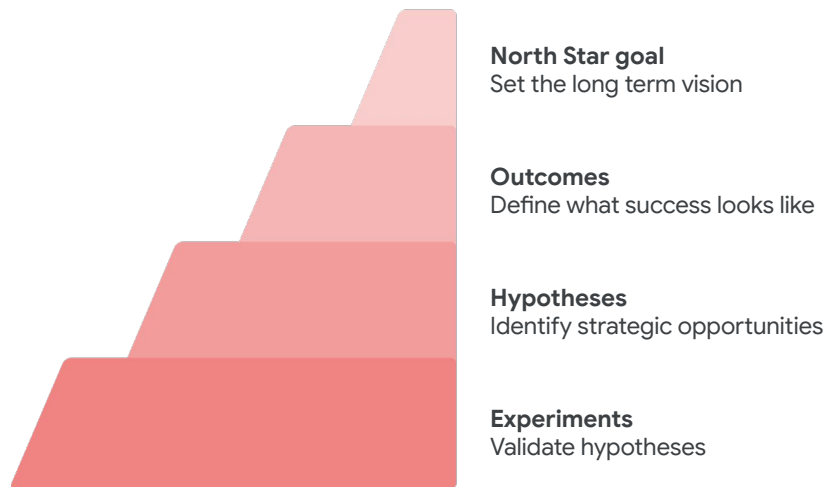 North Star goal
Set the long term vision
Outcomes
Define what success looks like
Hypotheses
Identify strategic opportunities
Experiments
Validate hypotheses